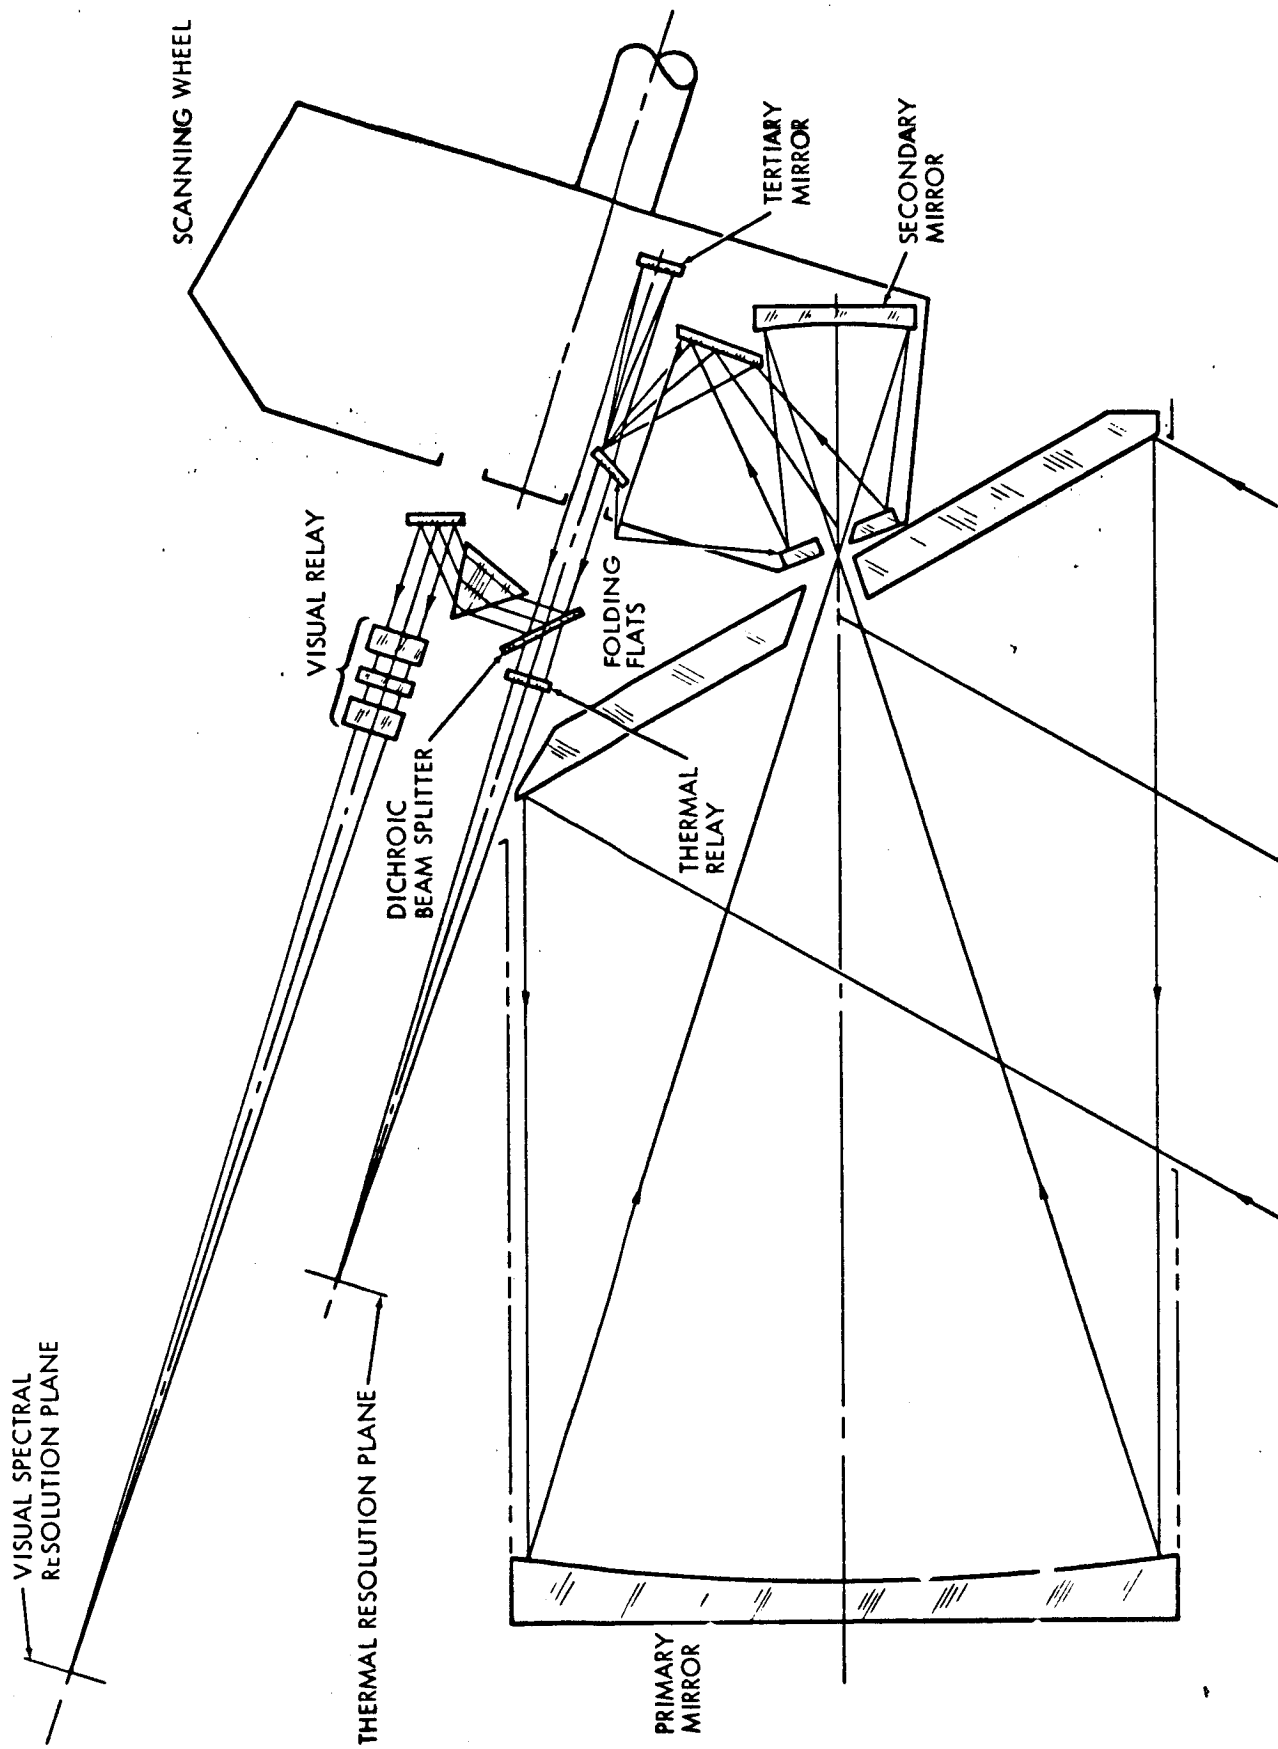 SCANNING WHEEL
VISUAL RELAY
TERTIARY
MIRROR
SECONDARY
MIRROR
FOLDING
FLATS
DICHROIC
BEAM SPLITTER
THERMAL
RELAY
VISUAL SPECTRAL
RESOLUTION PLANE
THERMAL RESOLUTION PLANE
PRIMARY
MIRROR